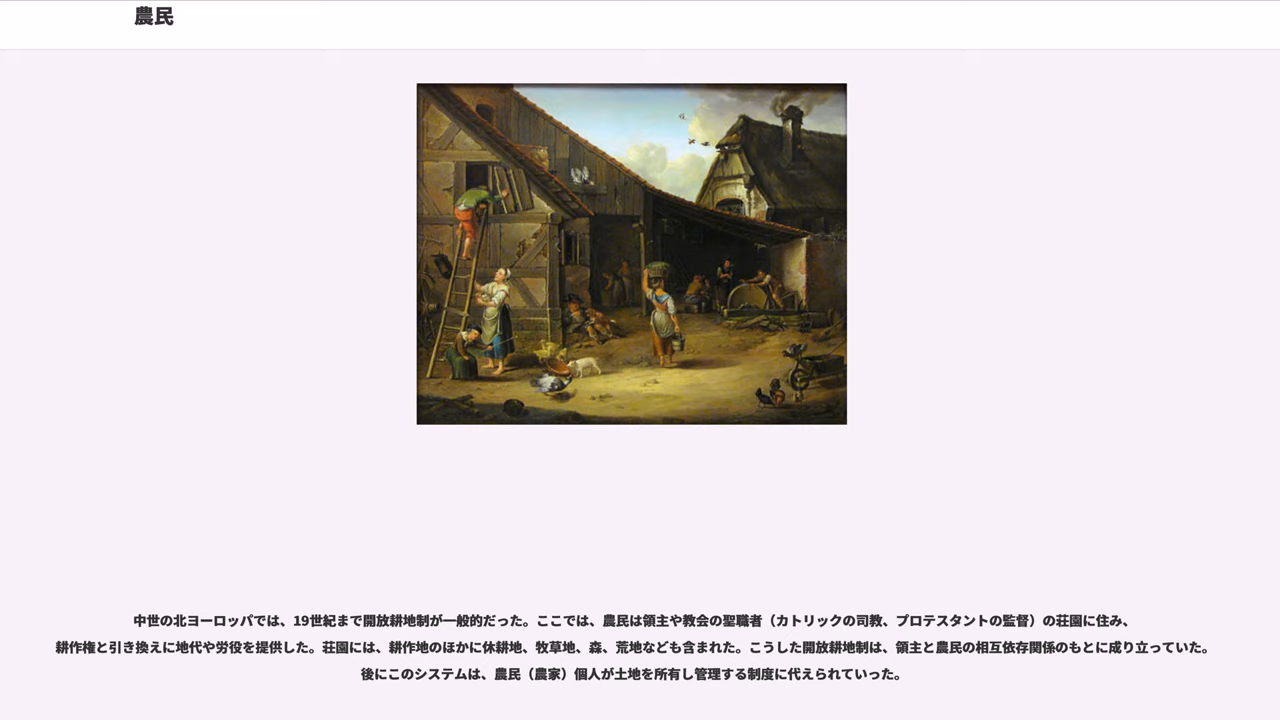 農民
中世の北ヨーロッパでは、19世紀まで開放耕地制が一般的だった。ここでは、農民は領主や教会の聖職者（カトリックの司教、プロテスタントの監督）の荘園に住み、
耕作権と引き換えに地代や労役を提供した。荘園には、耕作地のほかに休耕地、牧草地、森、荒地なども含まれた。こうした開放耕地制は、領主と農民の相互依存関係のもとに成り立っていた。
後にこのシステムは、農民（農家）個人が土地を所有し管理する制度に代えられていった。